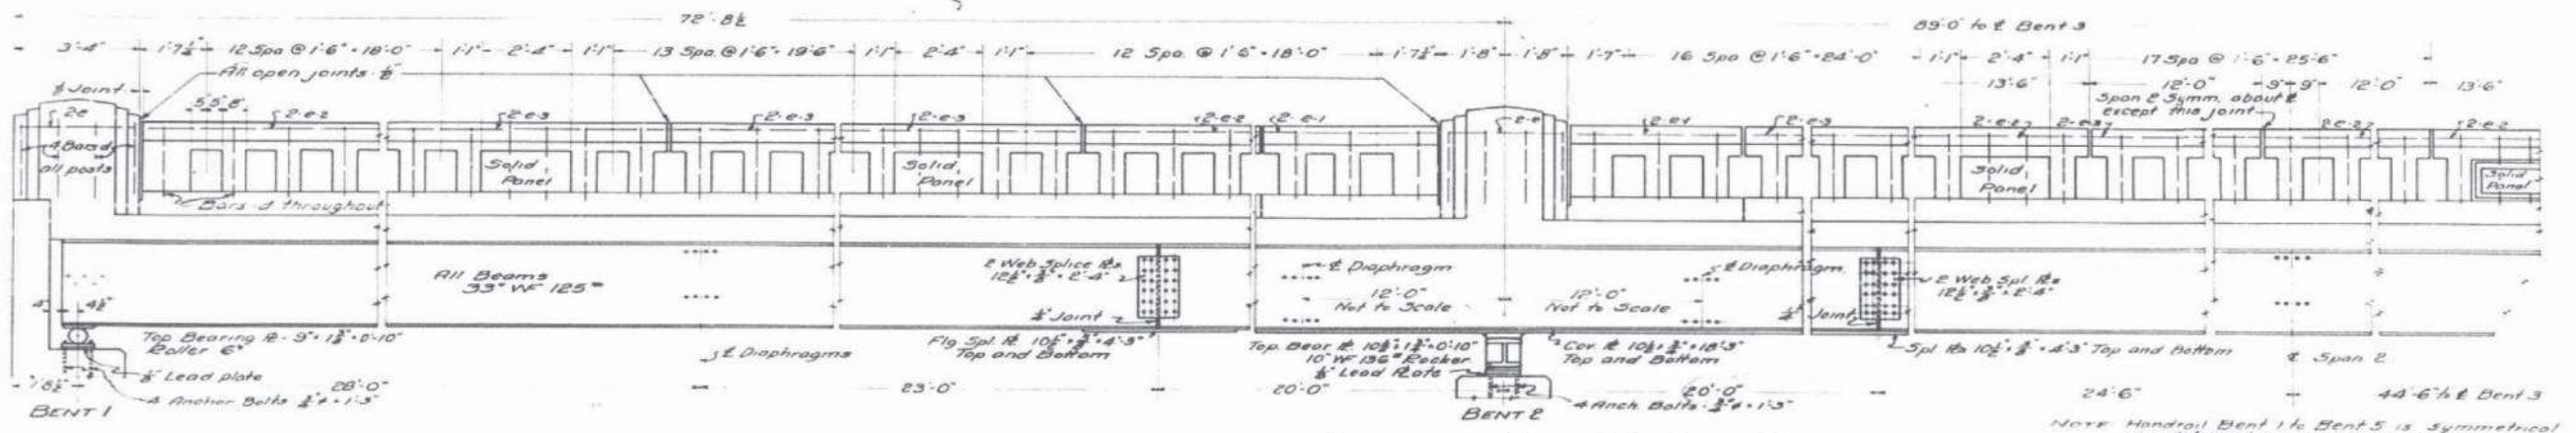 72'-8½"
89'-0" to ℄ Bent 3
3'-4" 1'-7½" 12 Spa @ 1'-6" = 18'-0" 1'-1" 2'-4" 1'-1" 13 Spa. @ 1'-6" = 19'-6" 1'-1" 2'-4" 1'-1" 12 Spa. @ 1'-6" = 18'-0" 1'-7½" 1'-8" 1'-8" 1'-7" 16 Spa @ 1'-6" = 24'-0" 1'-1" 2'-4" 1'-1" 17 Spa @ 1'-6" = 25'-6"
All open joints ½"
13'-6" 12'-0" 9" 9" 12'-0" 13'-6"
Joint
5" 5" 8"
Span 2 Symm. about ℄
except this joint
2-e 2-e-2 2-e-3 2-e-3 2-e-3 2-e-2 2-e-1 2-e 2-e-1 2-e-3 2-e-2 2-e-3 2-e-2 2-e-2
4 Bars d
all posts
Solid
Panel
Solid
Panel
Solid
Panel
Solid
Panel
Bars d throughout
All Beams
33" WF 125#
2 Web Splice ℞s
12½" × ⅜" × 2'-4"
¼" Joint
℄ Diaphragm
12'-0"
Not to Scale
12'-0"
Not to Scale
℄ Diaphragm
2 Web Spl ℞s
12½" × ⅜" × 2'-4"
¼" Joint
4" 4½"
Top Bearing ℞ - 9" × 1¾" × 0'-10"
Roller 6"
⅛" Lead plate
4 Anchor Bolts ¾"ϕ × 1'-3"
℄ Diaphragms
Flg Spl. ℞ 10½" × ¾" × 4'-3"
Top and Bottom
Top Bear ℞ 10½" × 1¾" × 0'-10"
10" WF 136# Rocker
⅛" Lead Plate
Cov ℞ 10½" × ¾" × 18'-3"
Top and Bottom
4 Anch. Bolts - ¾"ϕ × 1'-3"
Spl ℞s 10½" × ¾" × 4'-3" Top and Bottom
℄ Span 2
1'-8½" 28'-0" 23'-0" 20'-0" 20'-0" 24'-6" 44'-6" to ℄ Bent 3
BENT 1
BENT 2
NOTE: Handrail Bent 1 to Bent 5 is symmetrical